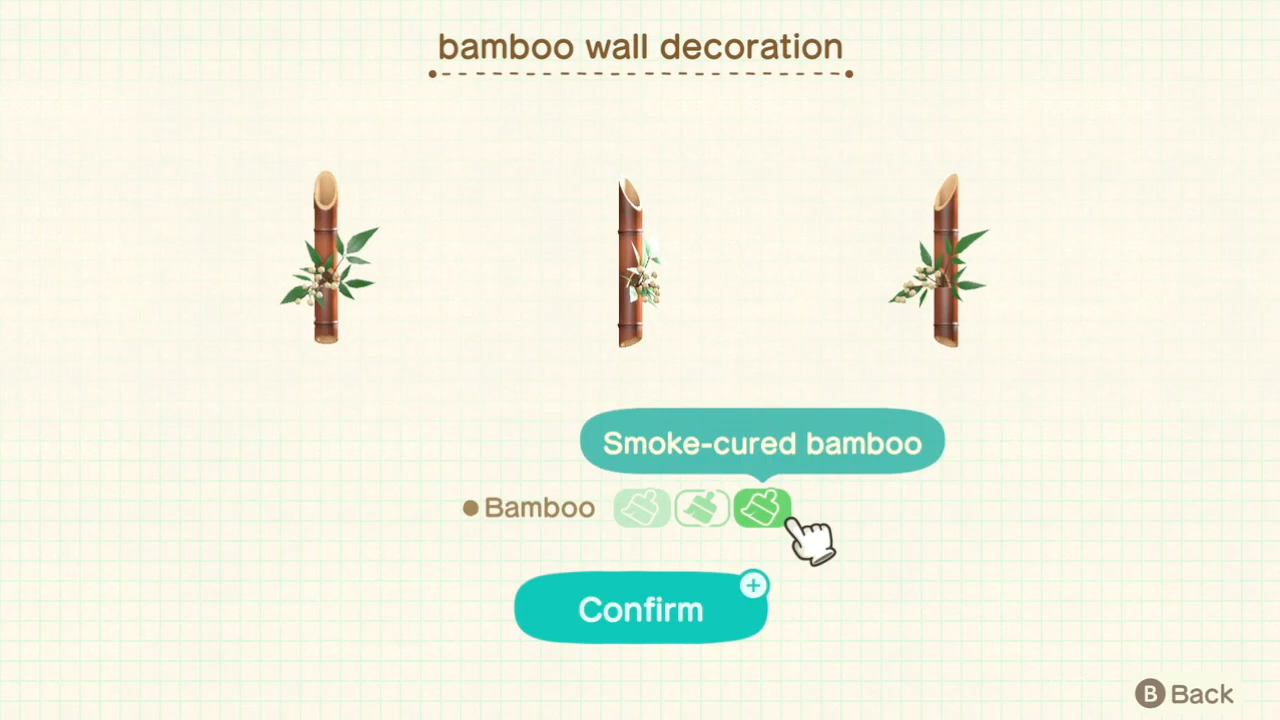 bamboo wall decoration
Smoke-cured bamboo
Bamboo
+
Confirm
B Back